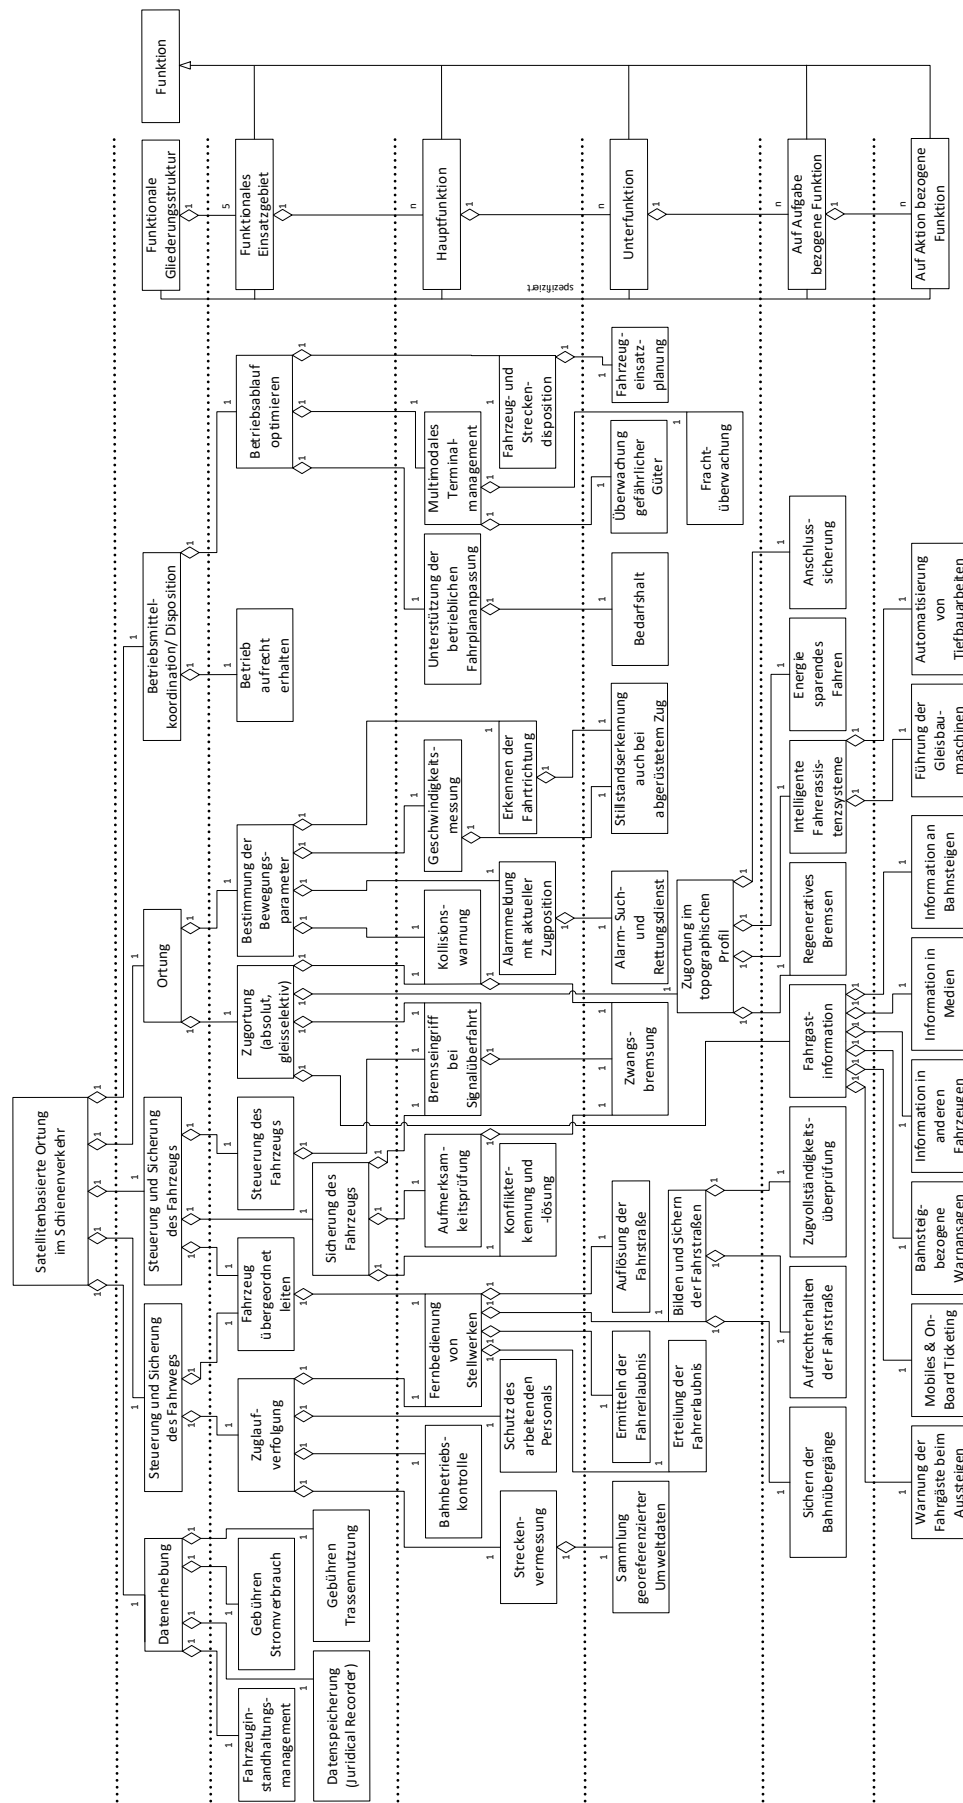 Satellitenbasierte Ortung
im Schienenverkehr
Datenerhebung
Steuerung und Sicherung
des Fahrwegs
Steuerung und Sicherung
des Fahrzeugs
Ortung
Betriebsmittel-
koordination/ Disposition
Funktionale
Gliederungsstruktur
Funktion
Fahrzeugin-
standhaltungs-
management
Datenspeicherung
(Juridical Recorder)
Gebühren
Stromverbrauch
Gebühren
Trassennutzung
Zuglauf-
verfolgung
Fahrzeug
übergeordnet
leiten
Sicherung des
Fahrzeugs
Steuerung des
Fahrzeugs
Zugortung
(absolut,
gleisselektiv)
Bestimmung der
Bewegungs-
parameter
Betrieb
aufrecht
erhalten
Betriebsablauf
optimieren
Funktionales
Einsatzgebiet
Strecken-
vermessung
Bahnbetriebs-
kontrolle
Schutz des
arbeitenden
Personals
Fernbedienung
von
Stellwerken
Aufmerksam-
keitsprüfung
Konflikter-
kennung und
-lösung
Bremseingriff
bei
Signalüberfahrt
Kollisions-
warnung
Alarmmeldung
mit aktueller
Zugposition
Geschwindigkeits-
messung
Erkennen der
Fahrtrichtung
Unterstützung der
betrieblichen
Fahrplananpassung
Multimodales
Terminal-
management
Fahrzeug- und
Strecken-
disposition
Hauptfunktion
spezifiziert
Sammlung
georeferenzierter
Umweltdaten
Ermitteln der
Fahrerlaubnis
Erteilung der
Fahrerlaubnis
Auflösung der
Fahrstraße
Bilden und Sichern
der Fahrstraßen
Zwangs-
bremsung
Alarm- Such-
und
Rettungsdienst
Zugortung im
topographischen
Profil
Stillstandserkennung
auch bei
abgerüstetem Zug
Bedarfshalt
Überwachung
gefährlicher
Güter
Fracht-
überwachung
Fahrzeug-
einsatz-
planung
Unterfunktion
Sichern der
Bahnübergänge
Aufrechterhalten
der Fahrstraße
Zugvollständigkeits-
überprüfung
Fahrgast-
information
Regeneratives
Bremsen
Intelligente
Fahrerassis-
tenzsysteme
Energie
sparendes
Fahren
Anschluss-
sicherung
Auf Aufgabe
bezogene Funktion
Warnung der
Fahrgäste beim
Aussteigen
Mobiles & On-
Board Ticketing
Bahnsteig-
bezogene
Warnansagen
Information in
anderen
Fahrzeugen
Information in
Medien
Information an
Bahnsteigen
Führung der
Gleisbau-
maschinen
Automatisierung
von
Tiefbauarbeiten
Auf Aktion bezogene
Funktion
1
5
1
n
1
n
1
n
1
n